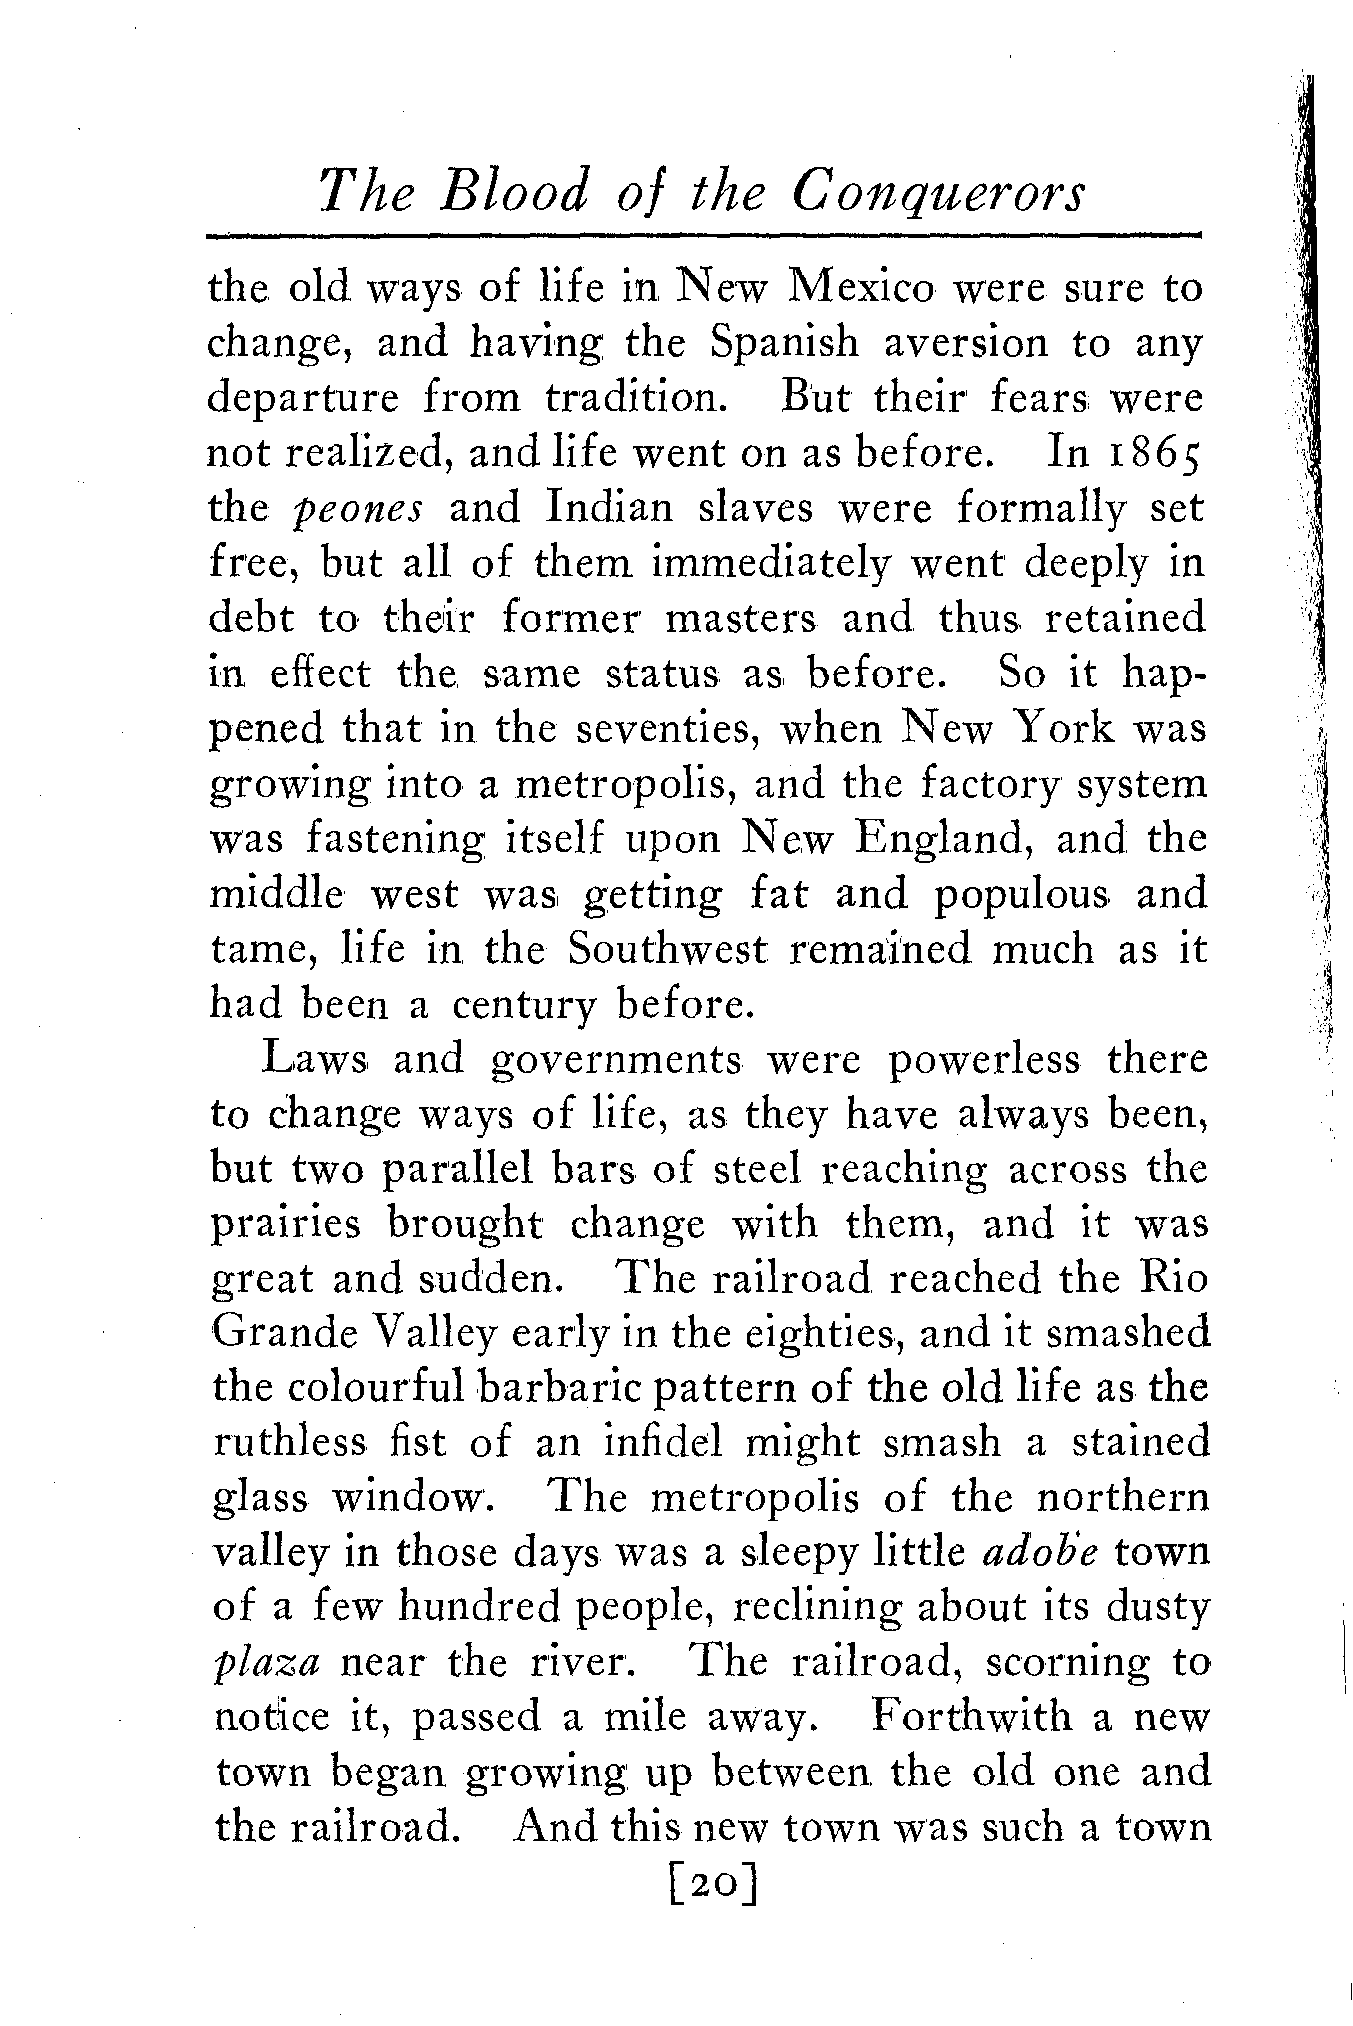 The Blood of the Conquerors
the old ways of life in New Mexico were sure to
change, and having the Spanish aversion to any
departure from tradition. But their fears were
not realized, and life went on as before. In 1865
the peones and Indian slaves were formally set
free, but all of them immediately went deeply in
debt to their former masters and thus retained
in effect the same status as before. So it hap-
pened that in the seventies, when New York was
growing into a metropolis, and the factory system
was fastening itself upon New England, and the
middle west was getting fat and populous and
tame, life in the Southwest remained much as it
had been a century before.
Laws and governments were powerless there
to change ways of life, as they have always been,
but two parallel bars of steel reaching across the
prairies brought change with them, and it was
great and sudden. The railroad reached the Rio
Grande Valley early in the eighties, and it smashed
the colourful barbaric pattern of the old life as the
ruthless fist of an infidel might smash a stained
glass window. The metropolis of the northern
valley in those days was a sleepy little adobe town
of a few hundred people, reclining about its dusty
plaza near the river. The railroad, scorning to
notice it, passed a mile away. Forthwith a new
town began growing up between the old one and
the railroad. And this new town was such a town
[20]